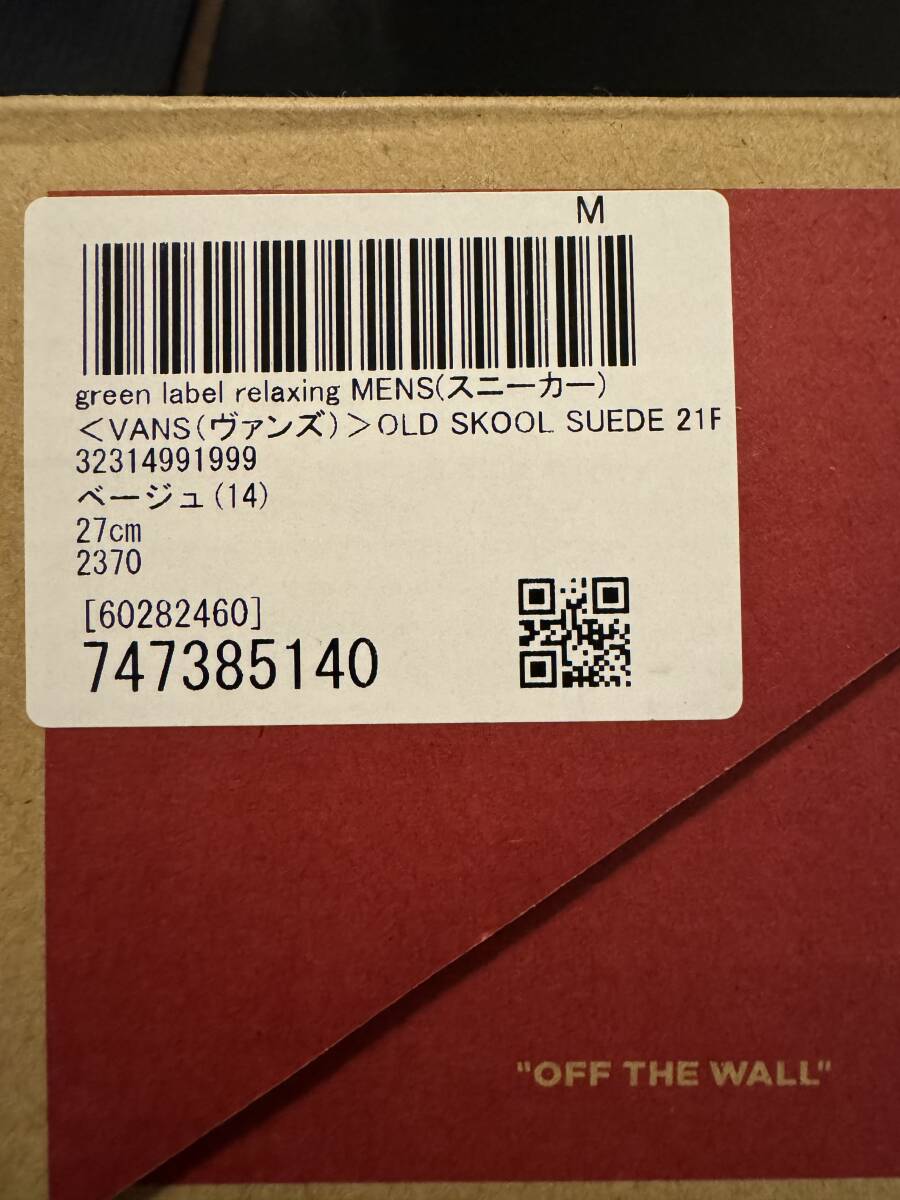 M
green label relaxing MENS(スニーカー)
＜VANS(ヴァンズ)＞OLD SKOOL SUEDE 21F
32314991999
ベージュ(14)
27cm
2370
[60282460]
747385140
"OFF THE WALL"